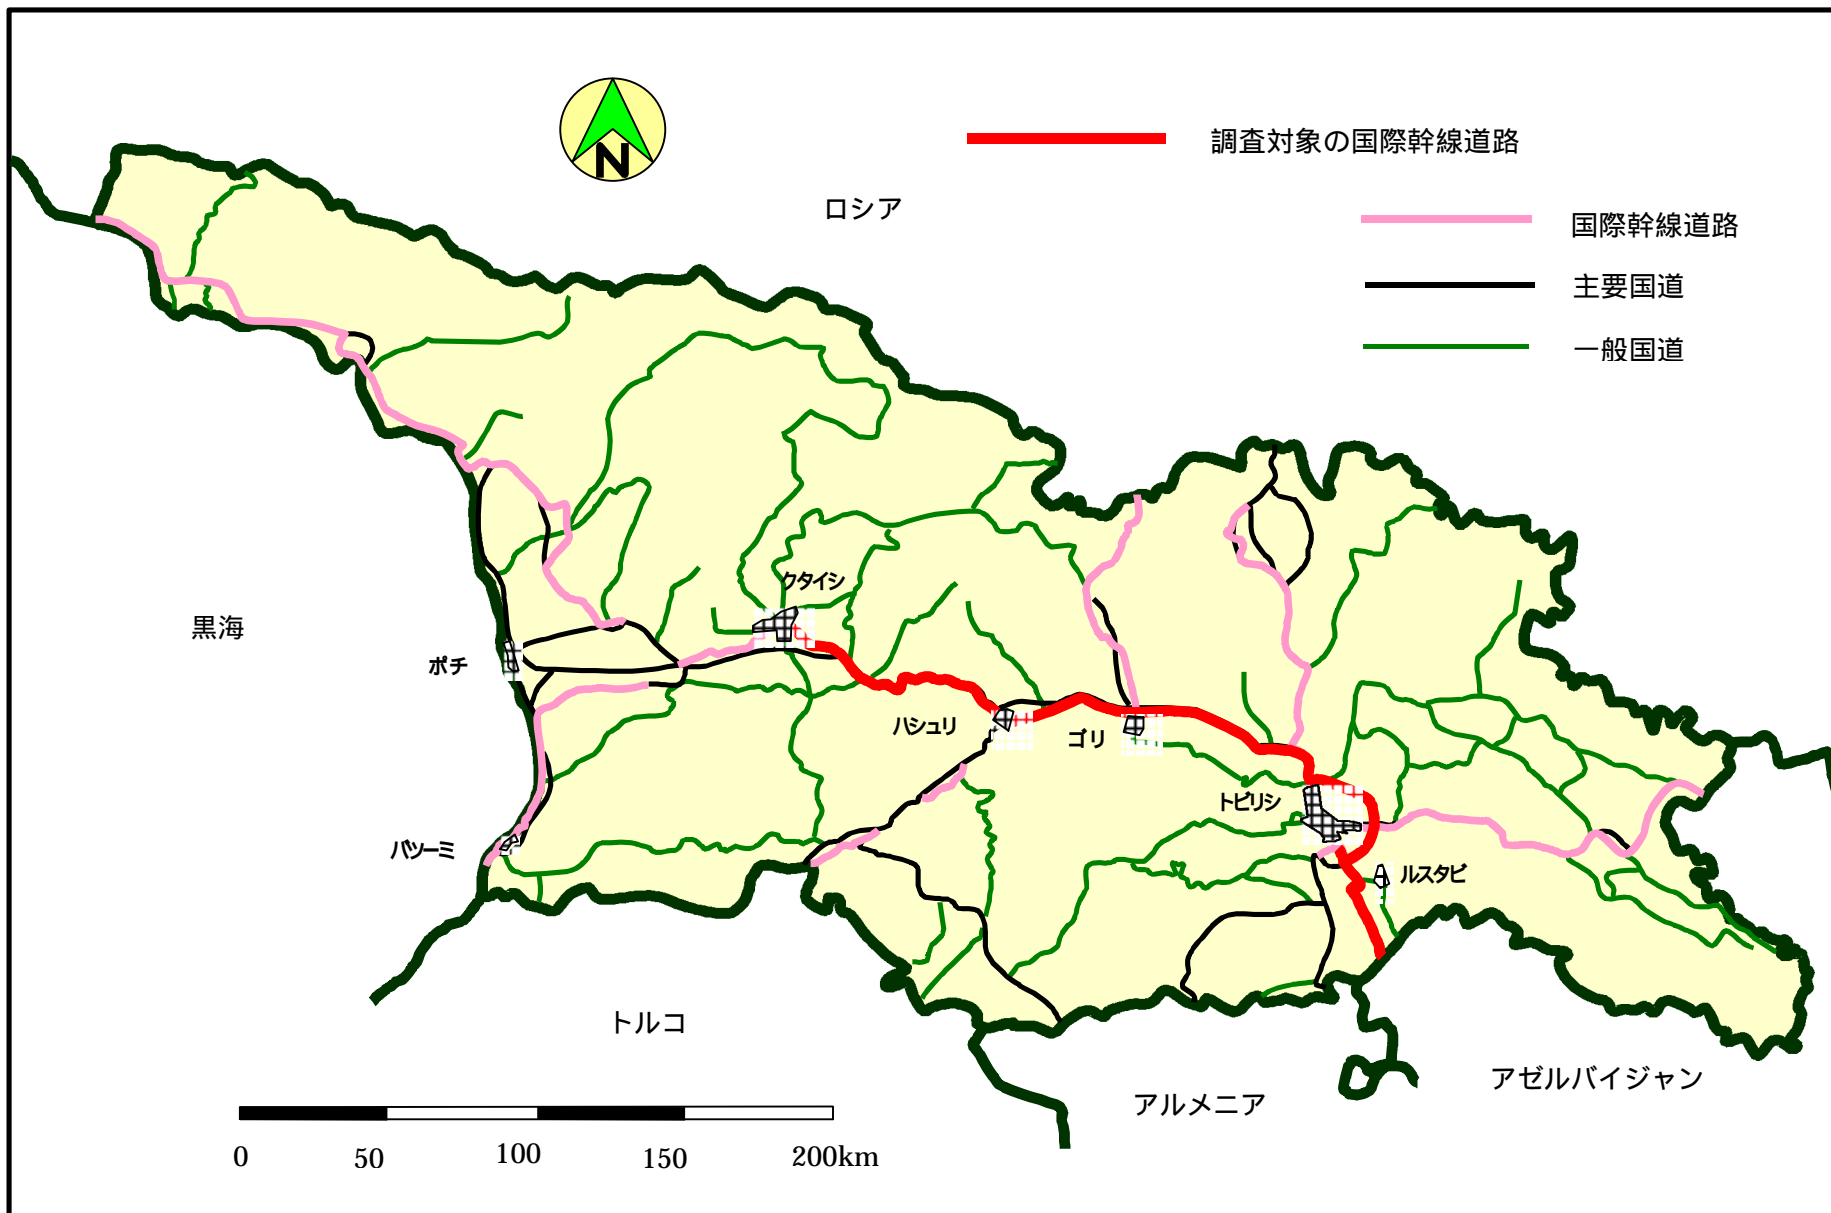 N
調査対象の国際幹線道路
ロシア
国際幹線道路
主要国道
一般国道
クタイシ
黒海
ポチ
ハシュリ
ゴリ
トビリシ
バツーミ
ルスタビ
トルコ
アルメニア
アゼルバイジャン
0 50 100 150 200km